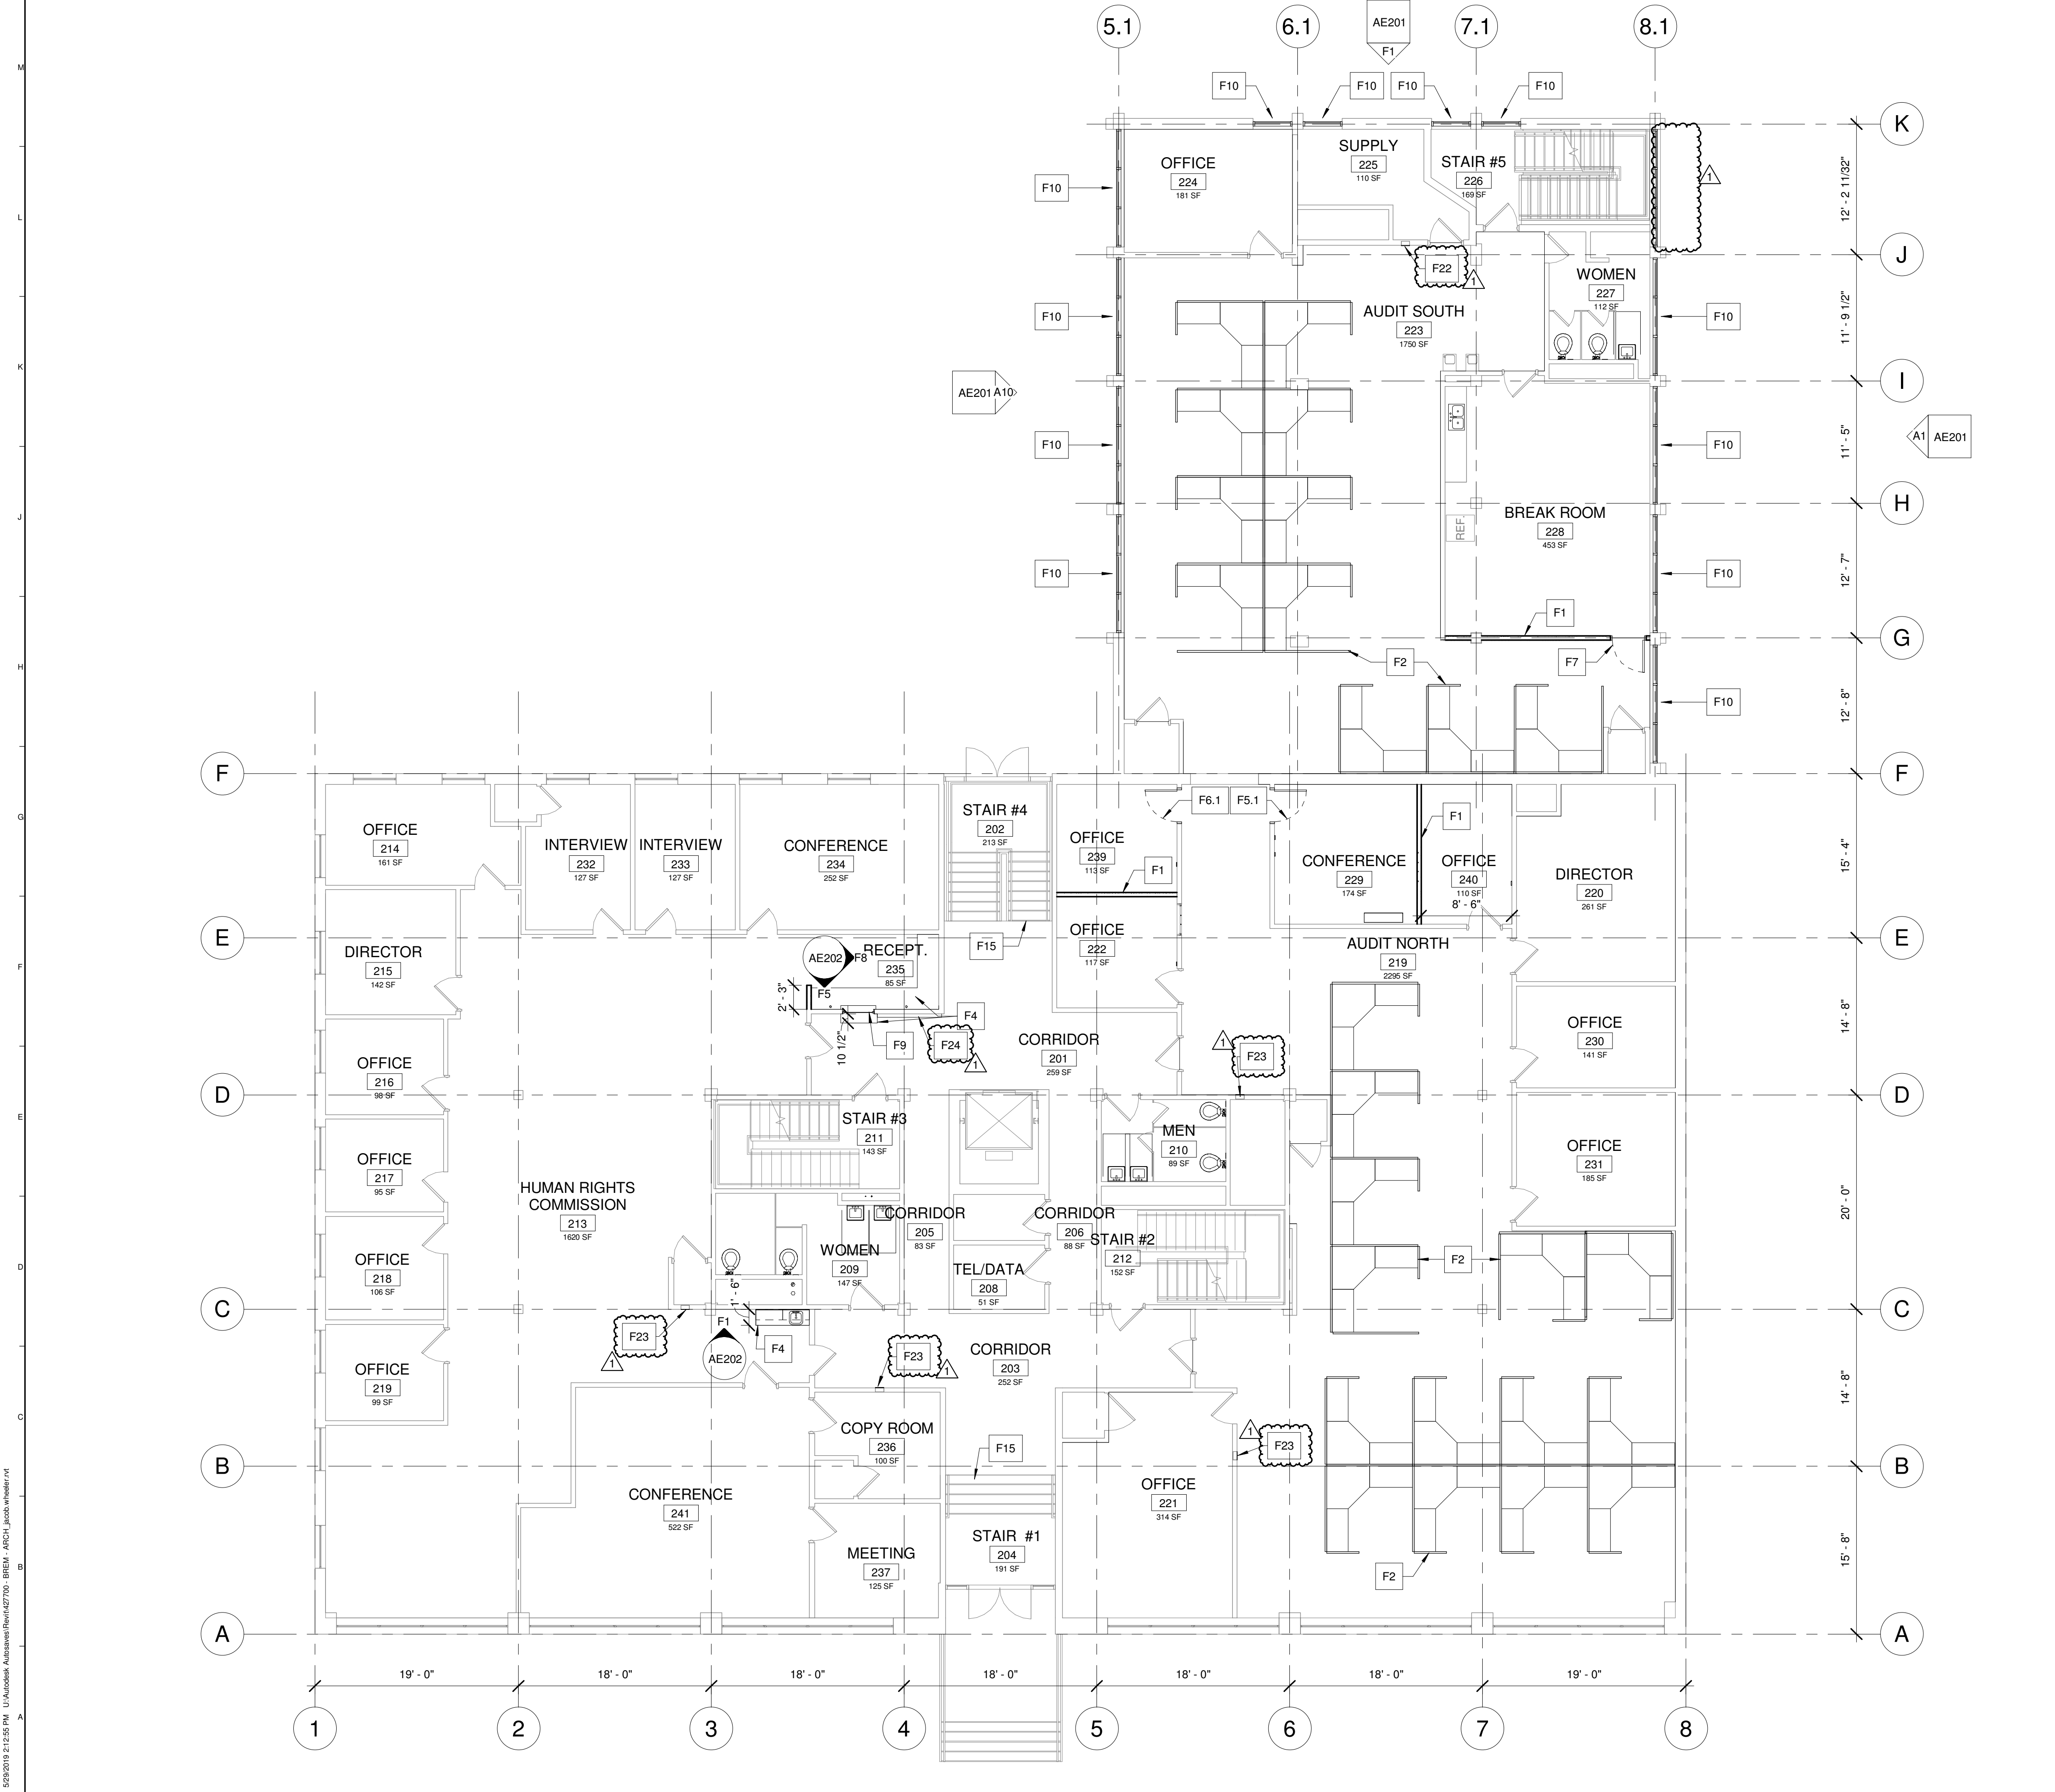 5.1
6.1
7.1
8.1
AE201
F1
F10
F10
F10
F10
M
L
K
J
H
G
F
E
D
C
B
A
K
J
I
H
G
F
E
D
C
B
A
12' - 2 11/32"
11' - 9 1/2"
11' - 5"
12' - 7"
12' - 8"
15' - 4"
14' - 8"
20' - 0"
14' - 8"
15' - 8"
OFFICE
224
181 SF
SUPPLY
225
110 SF
STAIR #5
226
169 SF
1
F10
F10
F10
F10
F22
1
WOMEN
227
112 SF
AUDIT SOUTH
223
1750 SF
F10
F10
F10
F10
AE201 A10
A1 AE201
REF.
BREAK ROOM
228
453 SF
F1
F2
F7
F
E
D
C
B
A
OFFICE
214
161 SF
INTERVIEW
232
127 SF
INTERVIEW
233
127 SF
CONFERENCE
234
252 SF
STAIR #4
202
213 SF
OFFICE
239
113 SF
F6.1
F5.1
F1
F1
CONFERENCE
229
174 SF
OFFICE
240
110 SF
8' - 6"
DIRECTOR
220
261 SF
DIRECTOR
215
142 SF
AE202
F8
F5
RECEPT.
235
85 SF
2' - 3"
10 1/2"
F15
F4
F9
F24
1
OFFICE
222
117 SF
AUDIT NORTH
219
2295 SF
OFFICE
216
98 SF
CORRIDOR
201
259 SF
1
F23
OFFICE
230
141 SF
OFFICE
217
95 SF
STAIR #3
211
143 SF
MEN
210
89 SF
OFFICE
231
185 SF
HUMAN RIGHTS
COMMISSION
213
1620 SF
CORRIDOR
205
83 SF
CORRIDOR
206
88 SF
OFFICE
218
106 SF
WOMEN
209
147 SF
TEL/DATA
208
51 SF
STAIR #2
212
152 SF
F2
1' - 6"
F23
1
F1
AE202
F4
F23
1
OFFICE
219
99 SF
CORRIDOR
203
252 SF
COPY ROOM
236
100 SF
F15
1
F23
CONFERENCE
241
522 SF
OFFICE
221
314 SF
MEETING
237
125 SF
STAIR #1
204
191 SF
F2
19' - 0"
18' - 0"
18' - 0"
18' - 0"
18' - 0"
18' - 0"
19' - 0"
1
2
3
4
5
6
7
8
5/29/2019 2:12:55 PM U:\Autodesk Autosaves\Revit\427700 - BREM - ARCH_jacob.wheeler.rvt